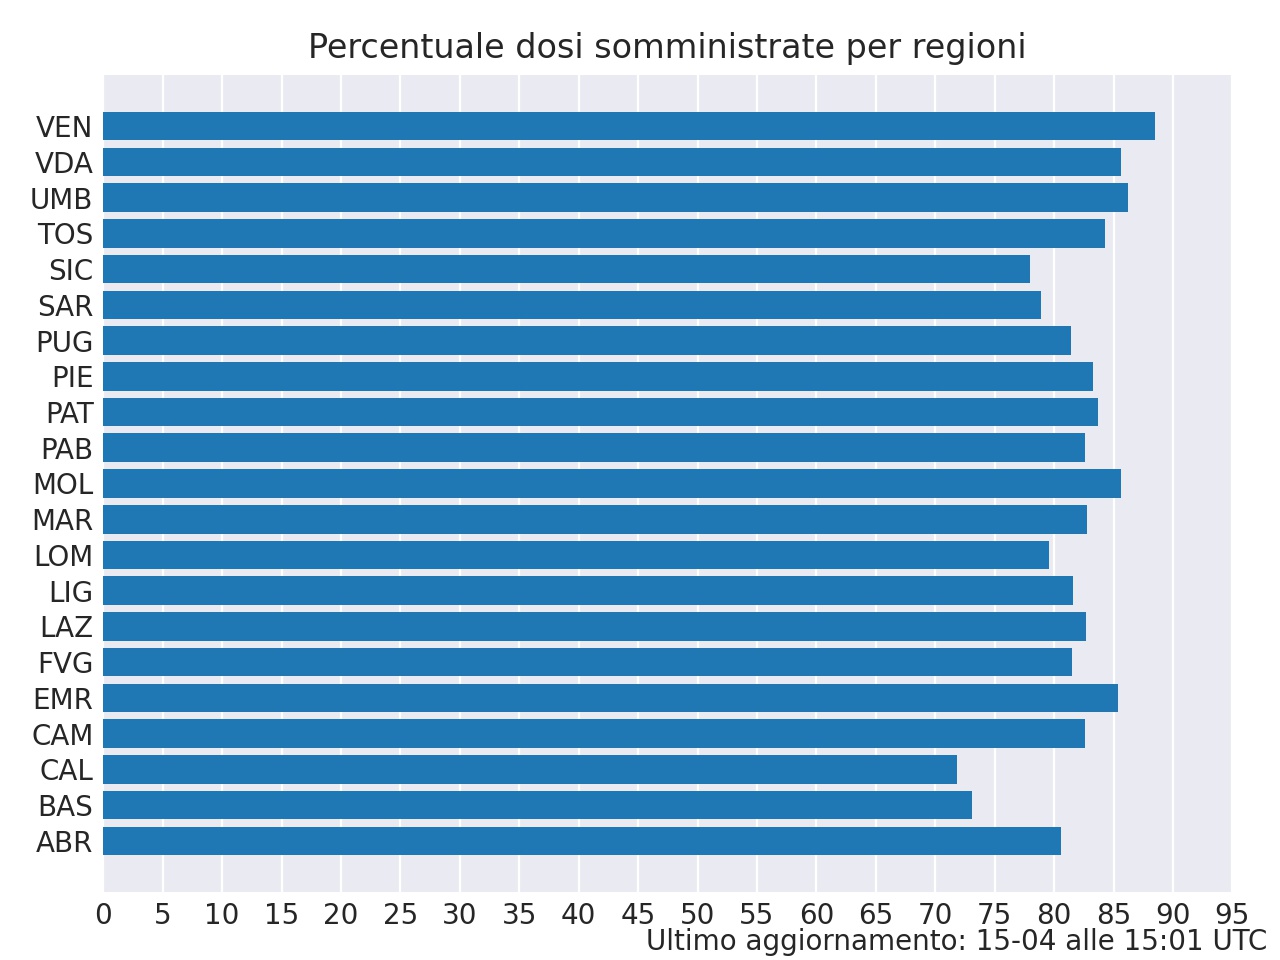 Percentuale dosi somministrate per regioni
VEN
VDA
UMB
TOS
SIC
SAR
PUG
PIE
PAT
PAB
MOL
MAR
LOM
LIG
LAZ
FVG
EMR
CAM
CAL
BAS
ABR
0 5 10 15 20 25 30 35 40 45 50 55 60 65 70 75 80 85 90 95
Ultimo aggiornamento: 15-04 alle 15:01 UTC